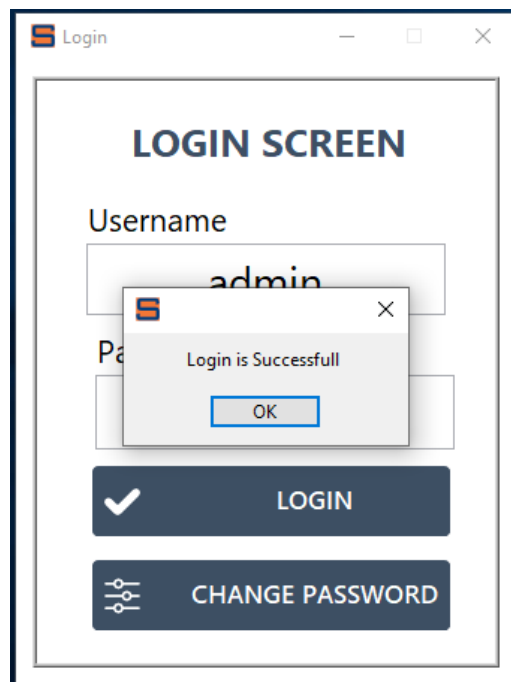 Login
LOGIN SCREEN
Username
admin
Login is Successfull
OK
LOGIN
CHANGE PASSWORD